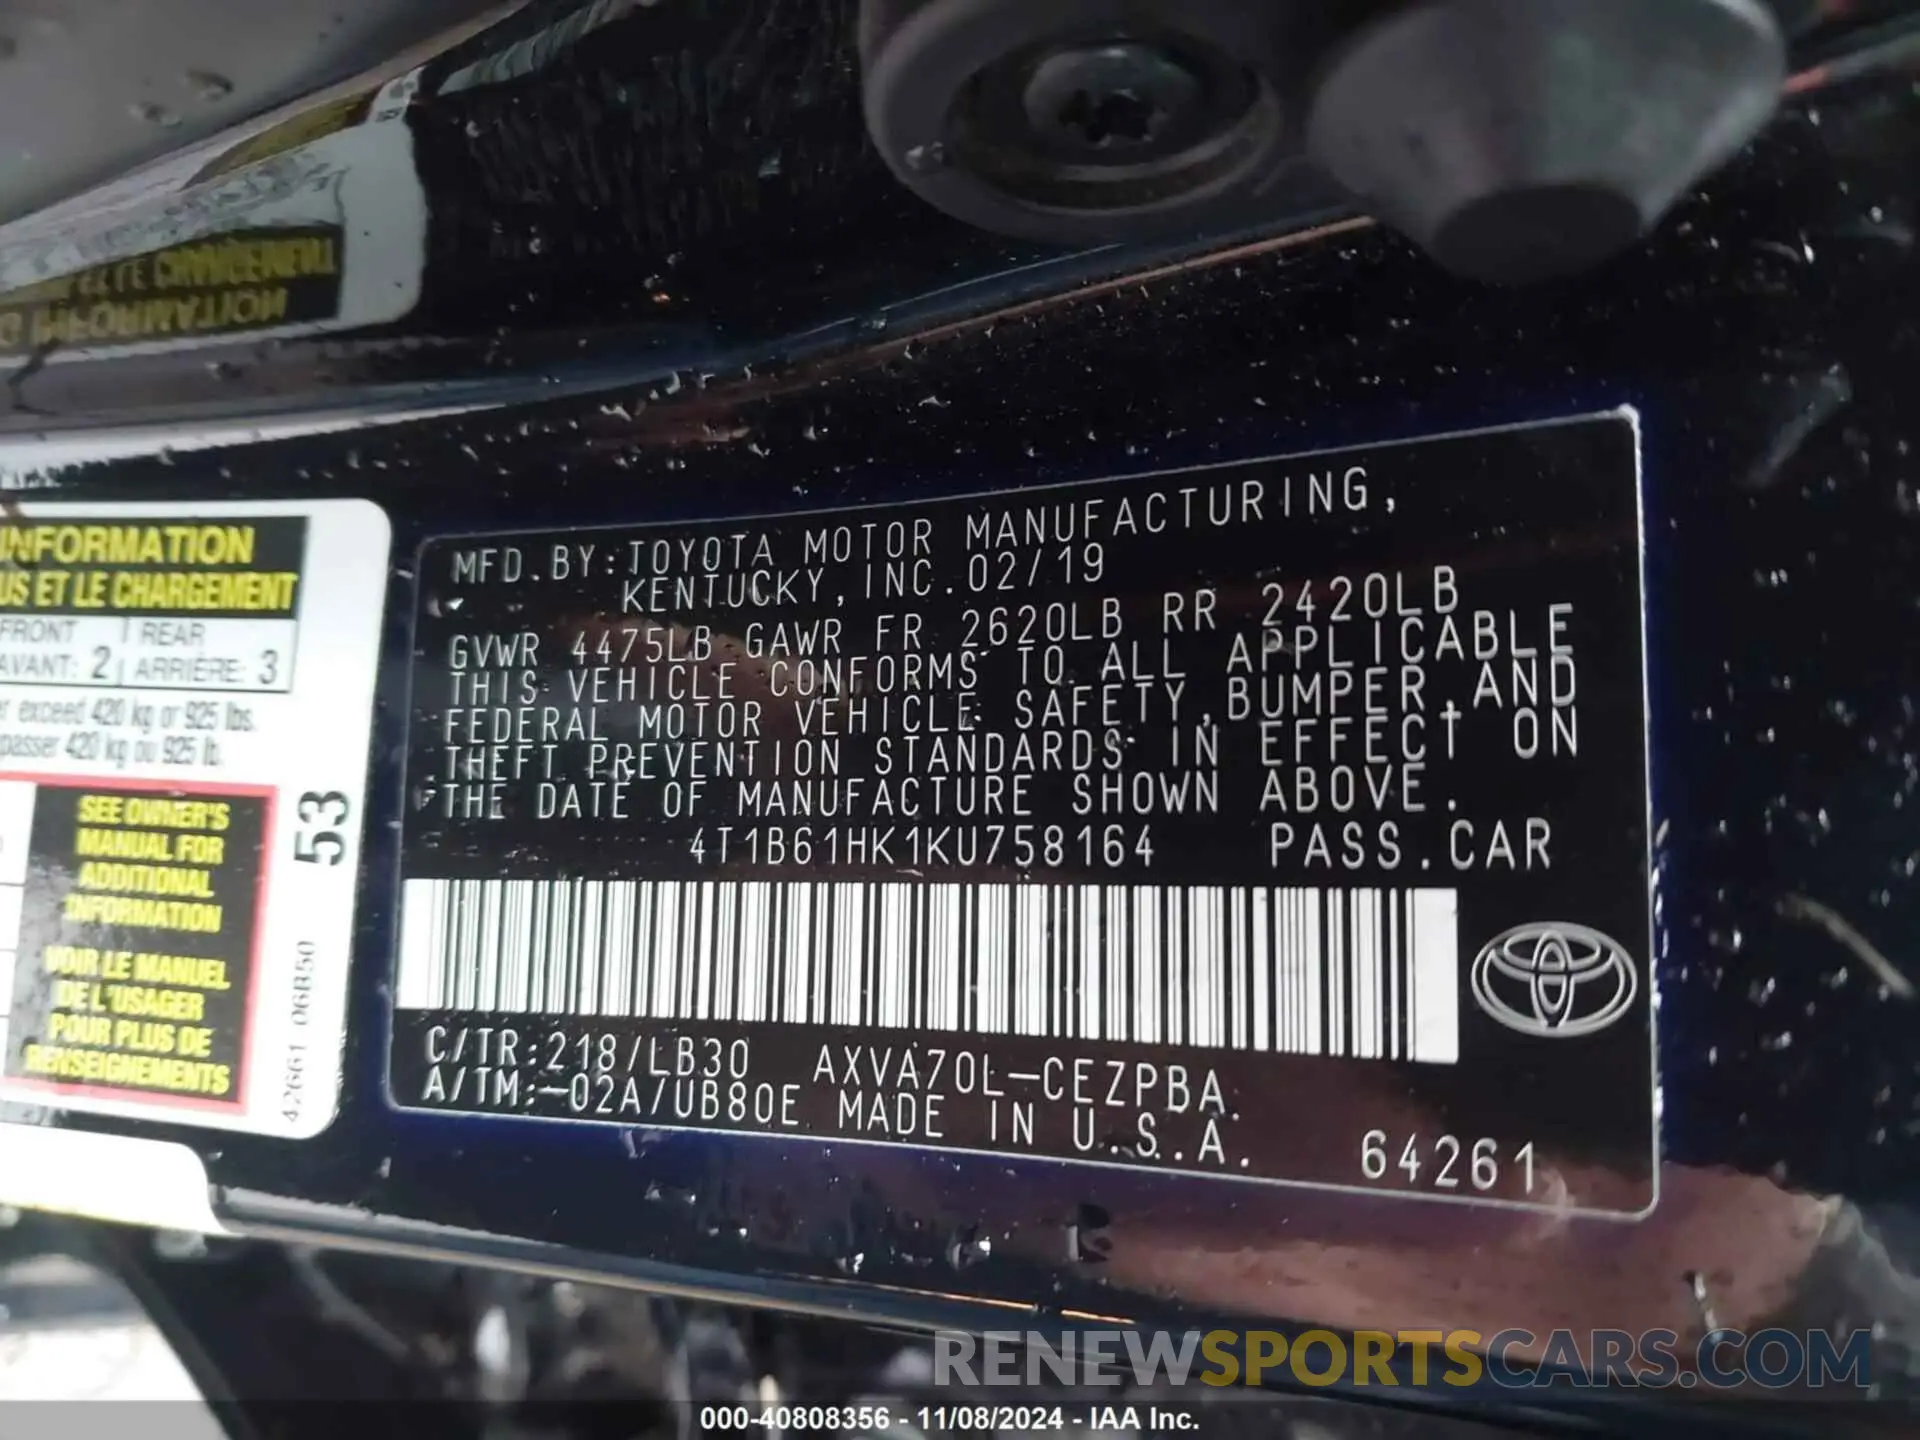 INFORMATION
US ET LE CHARGEMENT
FRONT | REAR
AVANT: 2 | ARRIÈRE: 3
exceed 420 kg or 925 lbs.
passer 420 kg ou 925 lb.
SEE OWNER'S
MANUAL FOR
ADDITIONAL
INFORMATION
VOIR LE MANUEL
DE L'USAGER
POUR PLUS DE
RENSEIGNEMENTS
53
42661 06B50
MFD.BY:TOYOTA MOTOR MANUFACTURING,
KENTUCKY,INC.02/19
GVWR 4475LB GAWR FR 2620LB RR 2420LB
THIS VEHICLE CONFORMS TO ALL APPLICABLE
FEDERAL MOTOR VEHICLE SAFETY,BUMPER,AND
THEFT PREVENTION STANDARDS IN EFFECT ON
THE DATE OF MANUFACTURE SHOWN ABOVE.
4T1B61HK1KU758164 PASS.CAR
C/TR:218/LB30 AXVA70L-CEZPBA
A/TM:-02A/UB80E MADE IN U.S.A.
64261
RENEWSPORTSCARS.COM
000-40808356 - 11/08/2024 - IAA Inc.